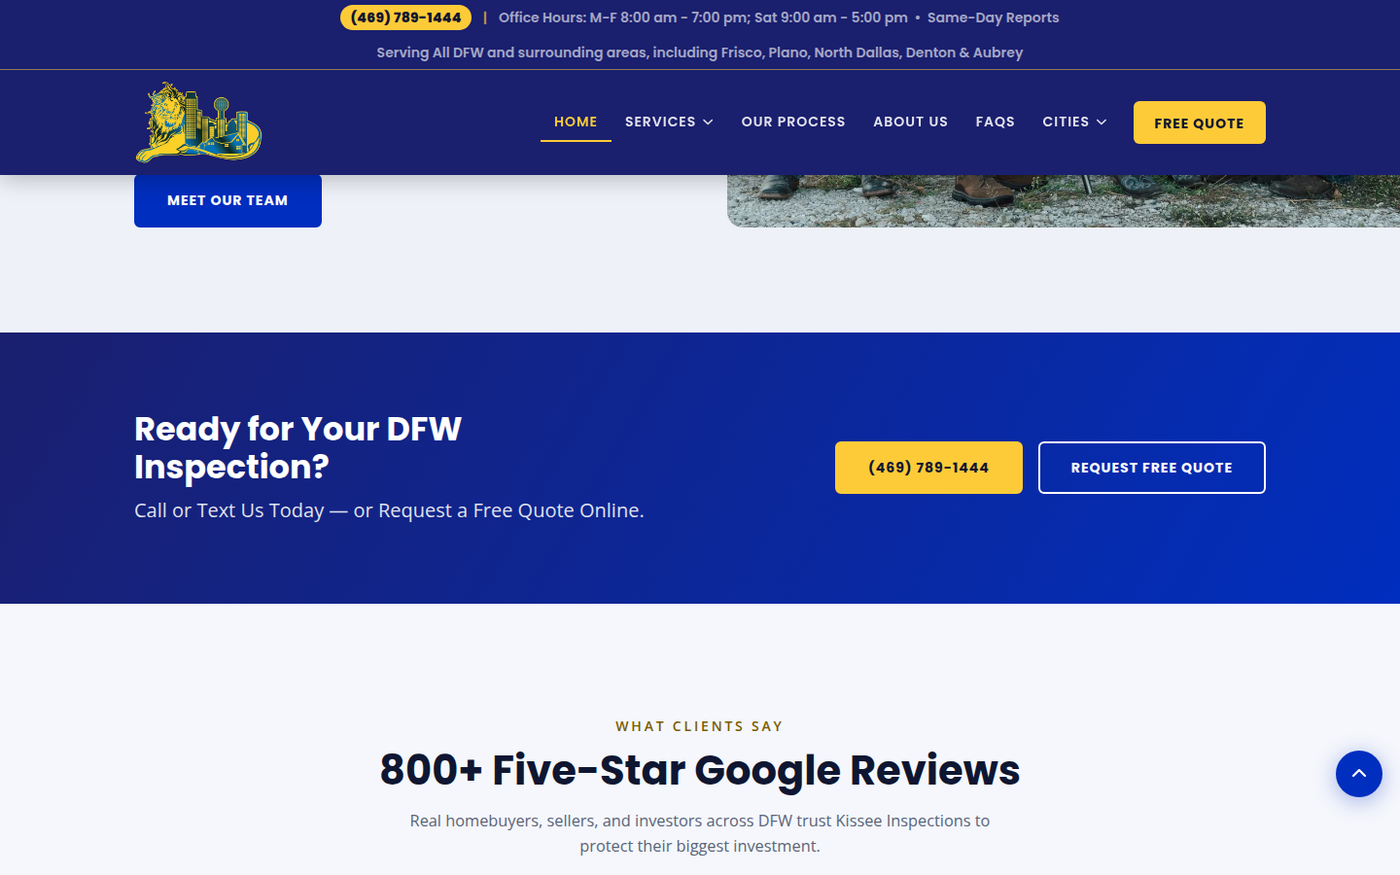 (469) 789-1444 | Office Hours: M-F 8:00 am - 7:00 pm; Sat 9:00 am - 5:00 pm • Same-Day Reports
Serving All DFW and surrounding areas, including Frisco, Plano, North Dallas, Denton & Aubrey
HOME SERVICES OUR PROCESS ABOUT US FAQS CITIES FREE QUOTE
MEET OUR TEAM
Ready for Your DFW
Inspection?
Call or Text Us Today — or Request a Free Quote Online.
(469) 789-1444 REQUEST FREE QUOTE
WHAT CLIENTS SAY
800+ Five-Star Google Reviews
Real homebuyers, sellers, and investors across DFW trust Kissee Inspections to
protect their biggest investment.